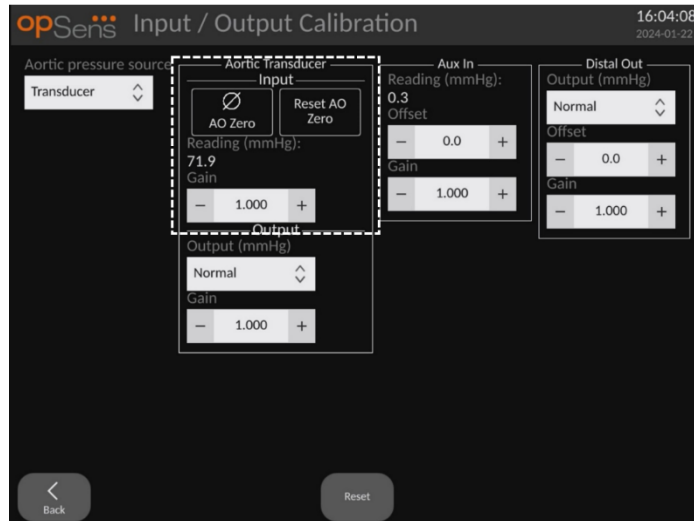 opSens Input / Output Calibration
16:04:08
2024-01-22
Aortic pressure source
Transducer
Aortic Transducer
Input
AO Zero
Reset AO
Zero
Reading (mmHg):
71.9
Gain
− 1.000 +
Output
Output (mmHg)
Normal
Gain
− 1.000 +
Aux In
Reading (mmHg):
0.3
Offset
− 0.0 +
Gain
− 1.000 +
Distal Out
Output (mmHg)
Normal
Offset
− 0.0 +
Gain
− 1.000 +
Back
Reset